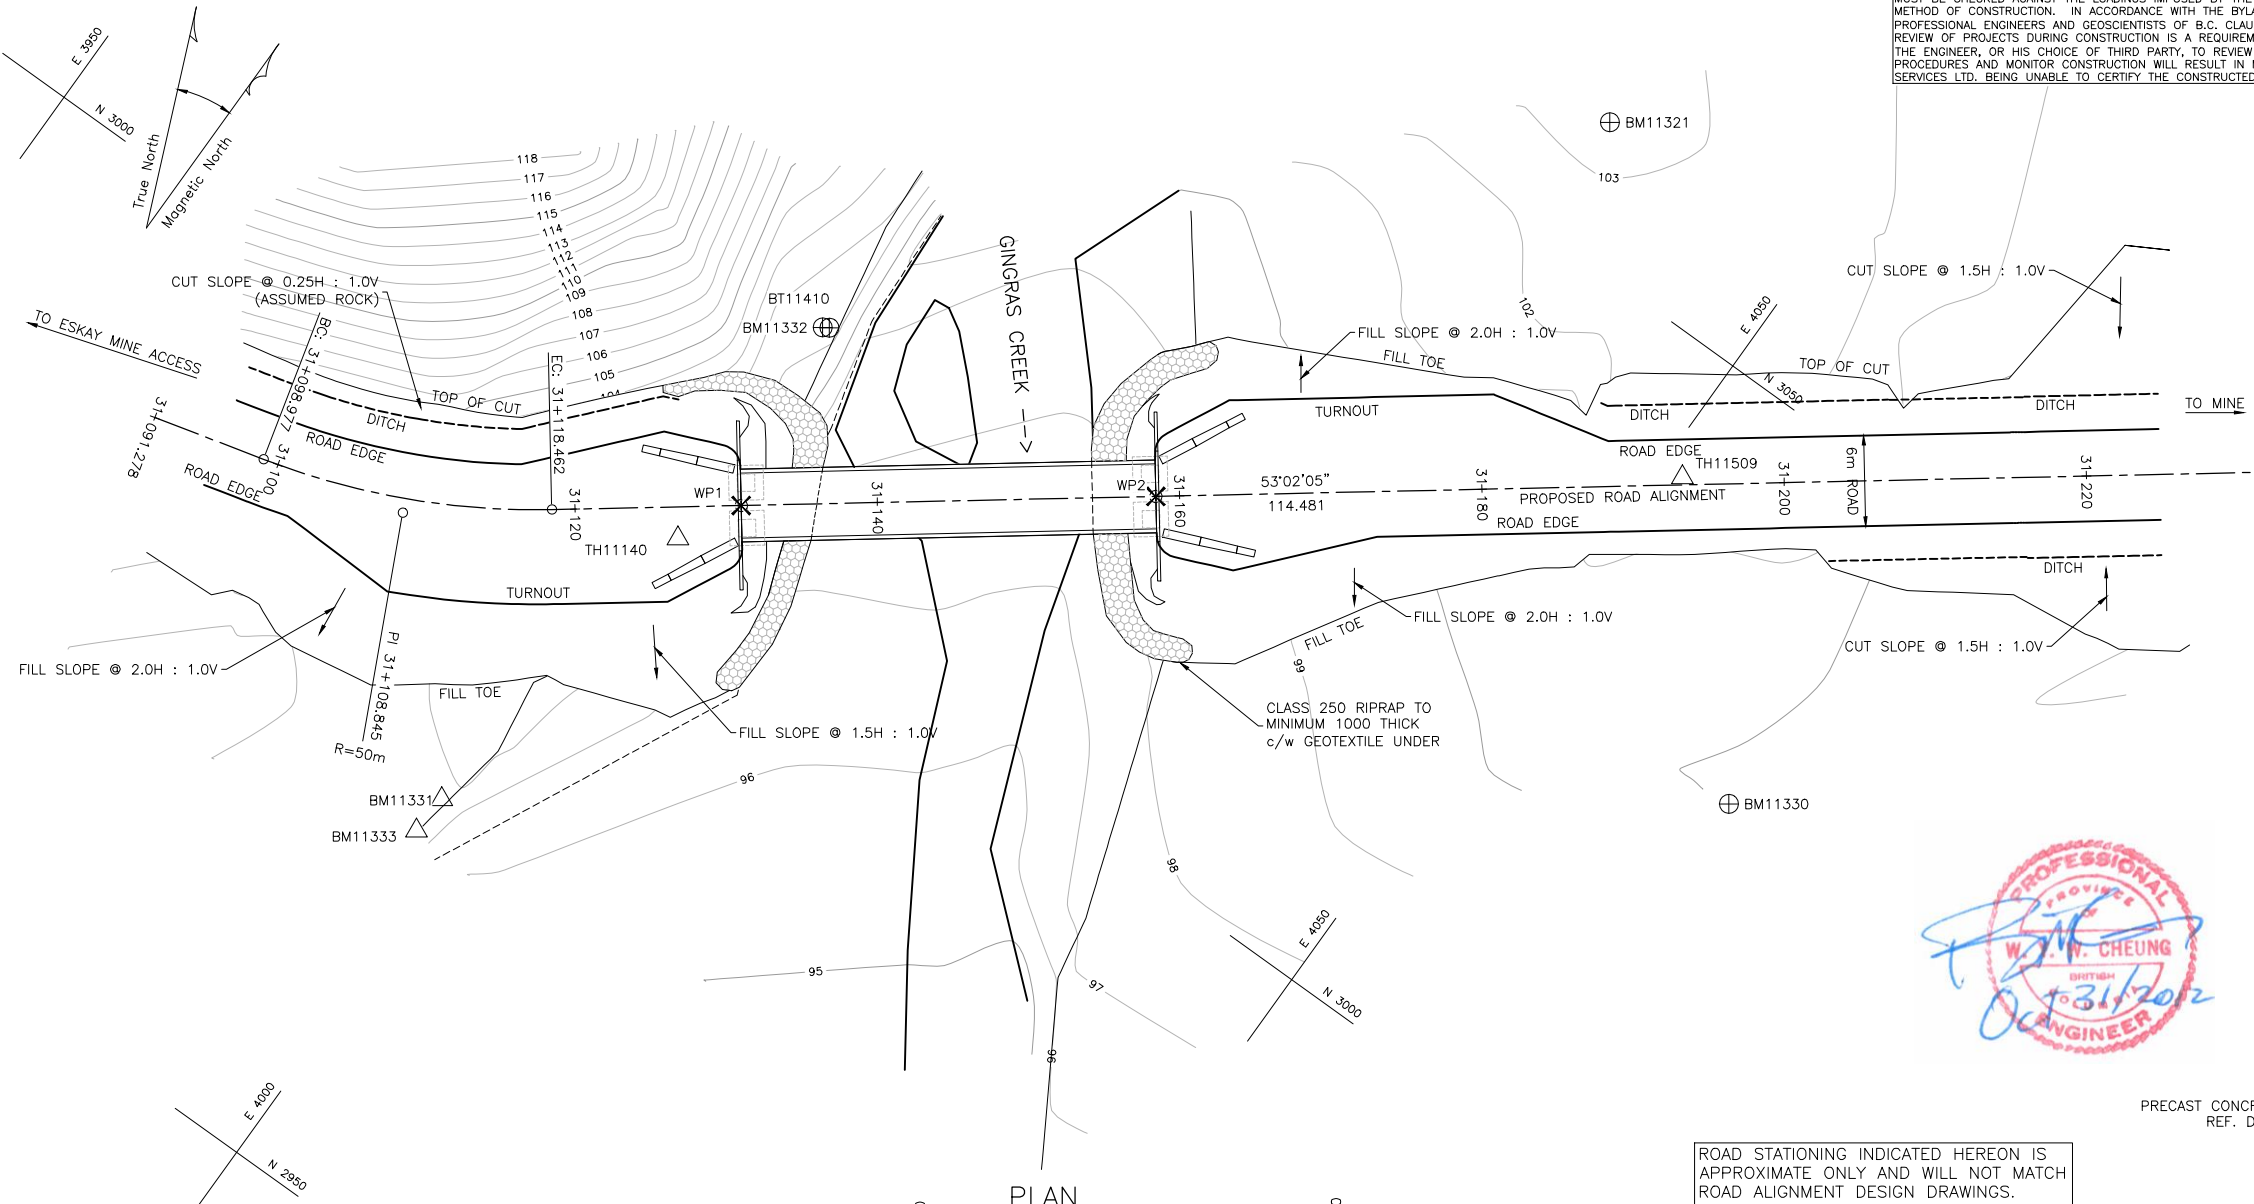 METHOD OF CONSTRUCTION. IN ACCORDANCE WITH THE
PROFESSIONAL ENGINEERS AND GEOSCIENTISTS OF B.C.
REVIEW OF PROJECTS DURING CONSTRUCTION IS A
THE ENGINEER, OR HIS CHOICE OF THIRD PARTY, TO REVIEW
PROCEDURES AND MONITOR CONSTRUCTION WILL RESULT IN
SERVICES LTD. BEING UNABLE TO CERTIFY THE CONSTRUCTED
E 3950
N 3000
True North
Magnetic North
118
117
116
115
114
113
112
111
110
109
108
107
106
105
104
BM11321
103
102
CUT SLOPE @ 0.25H : 1.0V
(ASSUMED ROCK)
TO ESKAY MINE ACCESS
BT11410
BM11332
GINGRAS CREEK
CUT SLOPE @ 1.5H : 1.0V
E 4050
N 3050
FILL SLOPE @ 2.0H : 1.0V
FILL TOE
TOP OF CUT
BC: 31+098.977
EC: 31+118.462
TOP OF CUT
DITCH
ROAD EDGE
TURNOUT
DITCH
DITCH
TO MINE
31+091.278
31+100
ROAD EDGE
31+120
WP1
31+140
WP2
31+160
53°02'05"
114.481
31+180
ROAD EDGE
TH11509
PROPOSED ROAD ALIGNMENT
31+200
6m ROAD
31+220
ROAD EDGE
TH11140
TURNOUT
DITCH
FILL SLOPE @ 2.0H : 1.0V
PI 31+108.845
R=50m
FILL TOE
FILL SLOPE @ 1.5H : 1.0V
FILL SLOPE @ 2.0H : 1.0V
FILL TOE
CUT SLOPE @ 1.5H : 1.0V
99
CLASS 250 RIPRAP TO
MINIMUM 1000 THICK
c/w GEOTEXTILE UNDER
96
BM11331
BM11333
BM11330
98
95
97
96
E 4050
N 3000
PROFESSIONAL
PROVINCE
OF
CHEUNG
BRITISH
COLUMBIA
ENGINEER
Oct 31/2012
E 4000
N 2950
PRECAST
REF.
ROAD STATIONING INDICATED HEREON IS
APPROXIMATE ONLY AND WILL NOT MATCH
ROAD ALIGNMENT DESIGN DRAWINGS.
PLAN